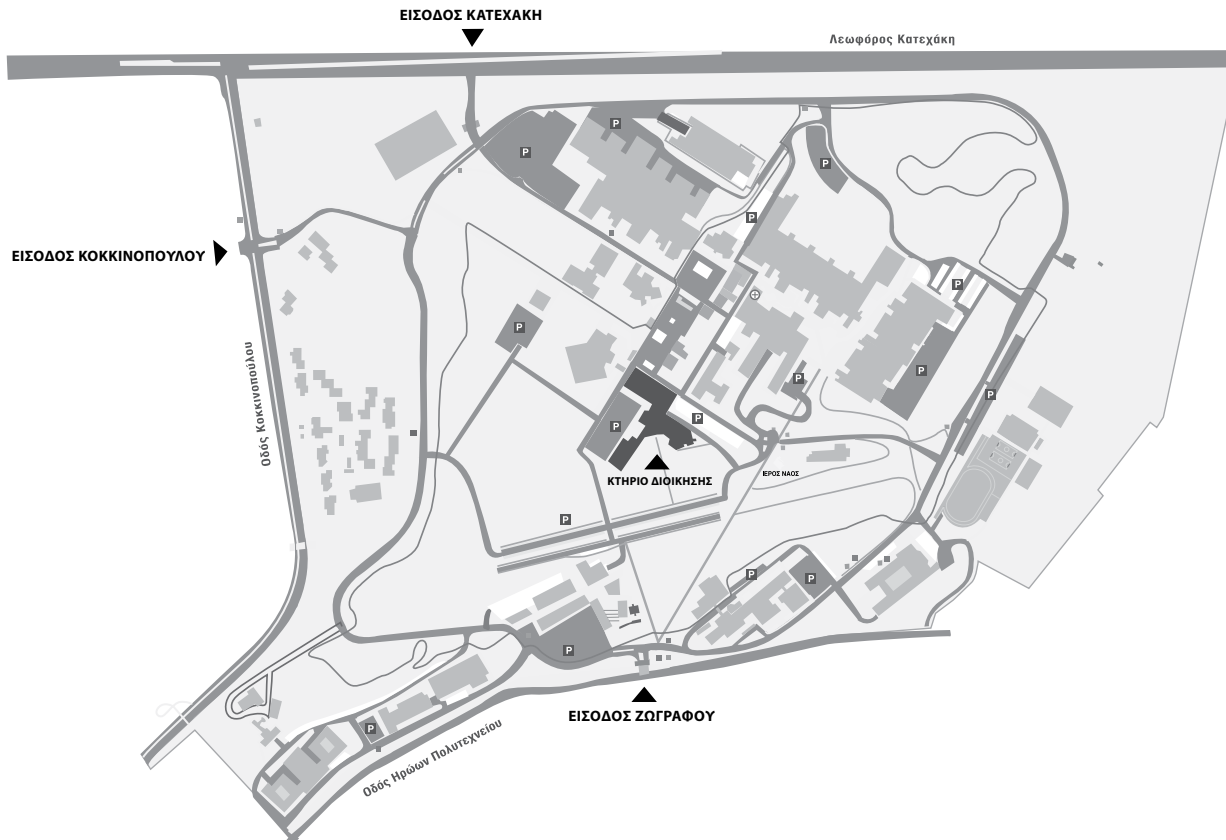 ΕΙΣΟΔΟΣ ΚΑΤΕΧΑΚΗ
Λεωφόρος Κατεχάκη
P
P
P
P
ΕΙΣΟΔΟΣ ΚΟΚΚΙΝΟΠΟΥΛΟΥ
P
P
Οδός Κοκκινοπούλου
P
P
P
P
P
ΙΕΡΟΣ ΝΑΟΣ
ΚΤΗΡΙΟ ΔΙΟΙΚΗΣΗΣ
P
P
P
P
ΕΙΣΟΔΟΣ ΖΩΓΡΑΦΟΥ
P
Οδός Ηρώων Πολυτεχνείου